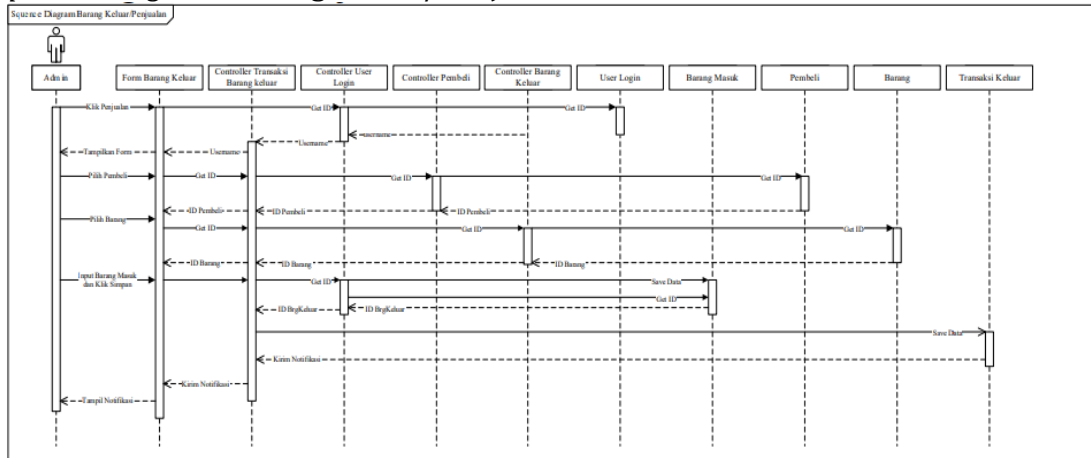 Squence Diagram Barang Keluar/Penjualan
Admin
Form Barang Keluar
Controller Transaksi
Barang keluar
Controller User
Login
Controller Pembeli
Controller Barang
Keluar
User Login
Barang Masuk
Pembeli
Barang
Transaksi Keluar
Klik Penjualan
Get ID
Get ID
username
Username
Username
Tampilkan Form
Pilih Pembeli
Get ID
Get ID
Get ID
ID Pembeli
ID Pembeli
ID Pembeli
Pilih Barang
Get ID
Get ID
Get ID
ID Barang
ID Barang
ID Barang
Input Barang Masuk
dan Klik Simpan
Get ID
Save Data
Get ID
ID BrgKeluar
ID BrgKeluar
Save Data
Kirim Notifikasi
Kirim Notifikasi
Tampil Notifikasi